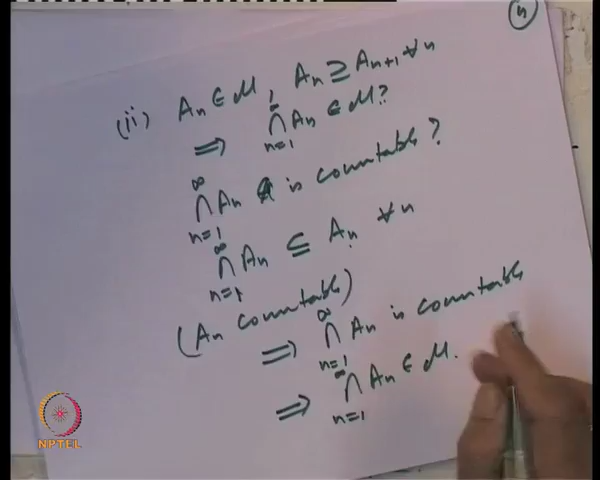 (4)
(ii) Aₙ ∈ M, Aₙ ⊇ Aₙ₊₁ ∀ n
⇒ ∞⋂n=1 Aₙ ∈ M?
∞⋂n=1 Aₙ is countable?
∞⋂n=1 Aₙ ⊆ Aₙ ∀ n
(Aₙ countable)
⇒ ∞⋂n=1 Aₙ is countable
⇒ ∞⋂n=1 Aₙ ∈ M.
NPTEL